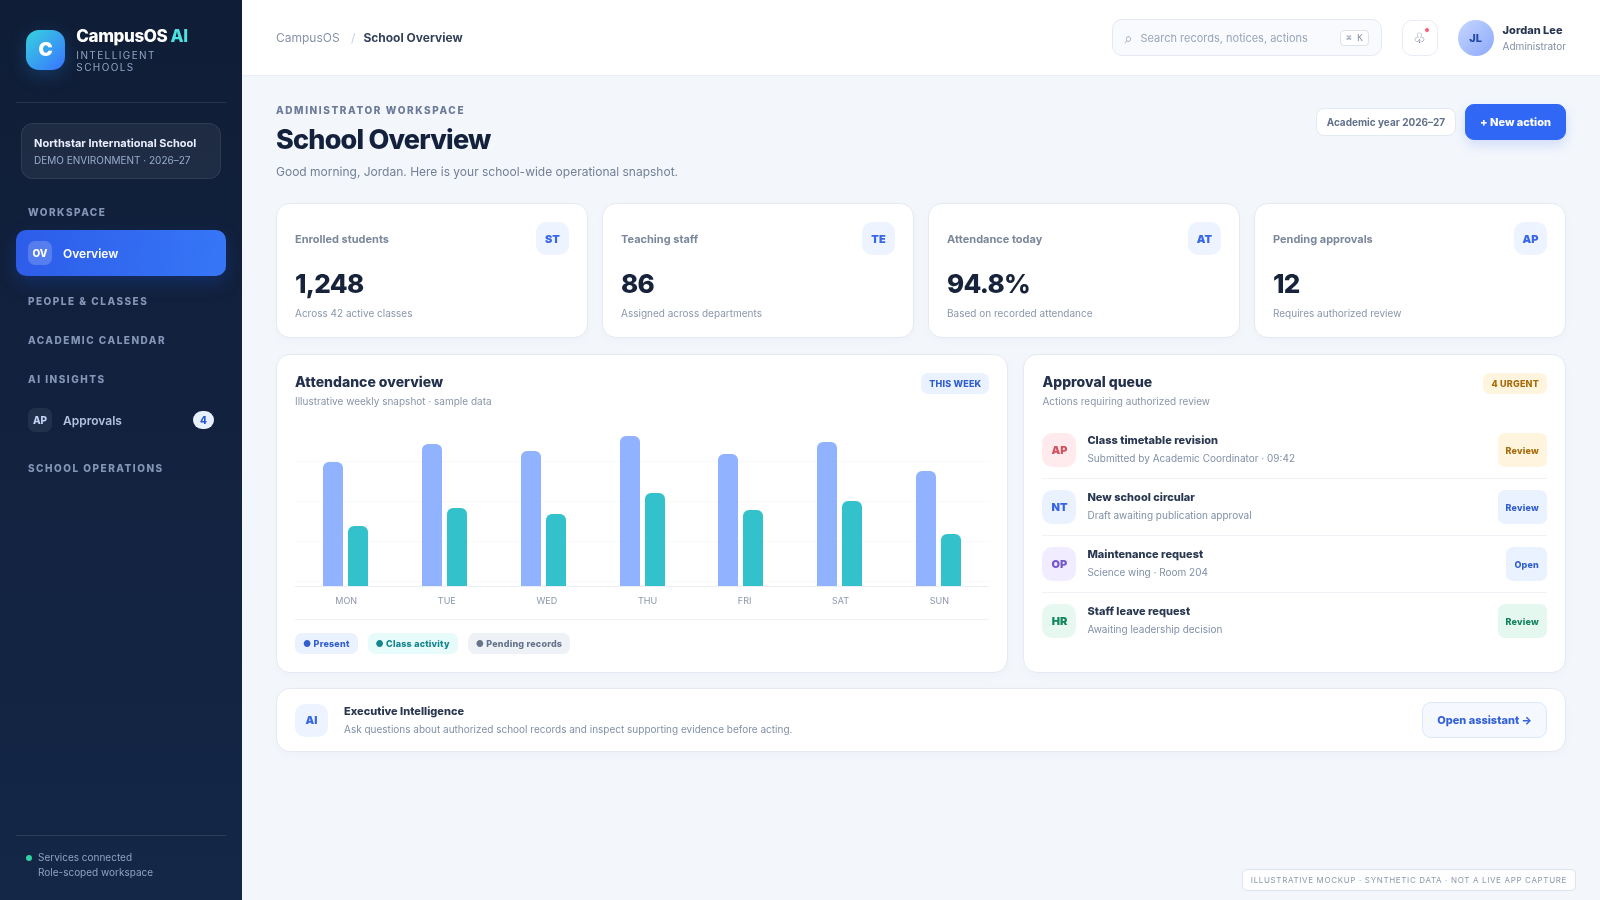 C
CampusOS AI
INTELLIGENT
SCHOOLS
Northstar International School
DEMO ENVIRONMENT · 2026–27
WORKSPACE
OV Overview
PEOPLE & CLASSES
ACADEMIC CALENDAR
AI INSIGHTS
AP Approvals 4
SCHOOL OPERATIONS
Services connected
Role-scoped workspace
CampusOS / School Overview
Search records, notices, actions ⌘ K
JL
Jordan Lee
Administrator
ADMINISTRATOR WORKSPACE
School Overview
Good morning, Jordan. Here is your school-wide operational snapshot.
Academic year 2026–27
+ New action
Enrolled students ST
1,248
Across 42 active classes
Teaching staff TE
86
Assigned across departments
Attendance today AT
94.8%
Based on recorded attendance
Pending approvals AP
12
Requires authorized review
Attendance overview THIS WEEK
Illustrative weekly snapshot · sample data
MON TUE WED THU FRI SAT SUN
● Present ● Class activity ● Pending records
Approval queue 4 URGENT
Actions requiring authorized review
AP
Class timetable revision
Submitted by Academic Coordinator · 09:42
Review
NT
New school circular
Draft awaiting publication approval
Review
OP
Maintenance request
Science wing · Room 204
Open
HR
Staff leave request
Awaiting leadership decision
Review
AI
Executive Intelligence
Ask questions about authorized school records and inspect supporting evidence before acting.
Open assistant →
ILLUSTRATIVE MOCKUP · SYNTHETIC DATA · NOT A LIVE APP CAPTURE